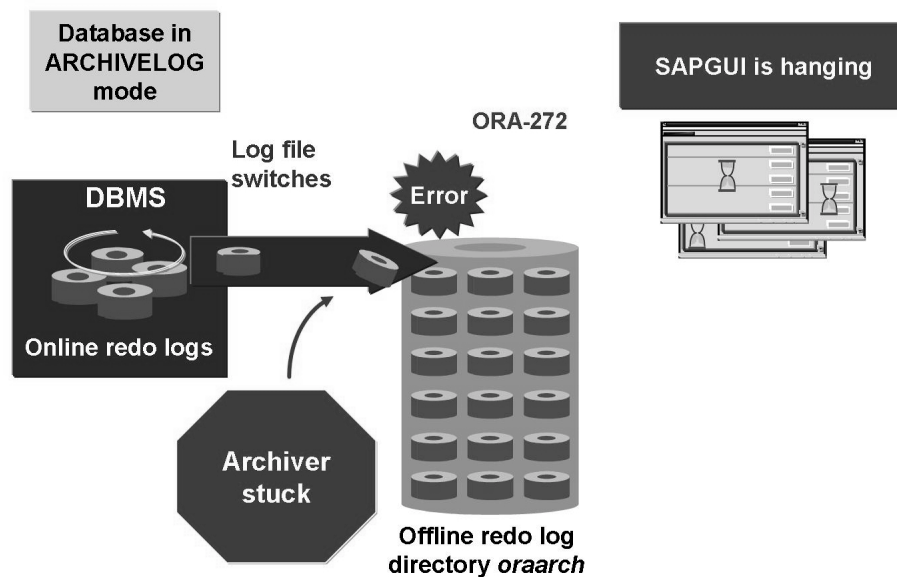 Database in
ARCHIVELOG
mode
SAPGUI is hanging
ORA-272
Log file
switches
Error
DBMS
Online redo logs
Archiver
stuck
Offline redo log
directory oraarch